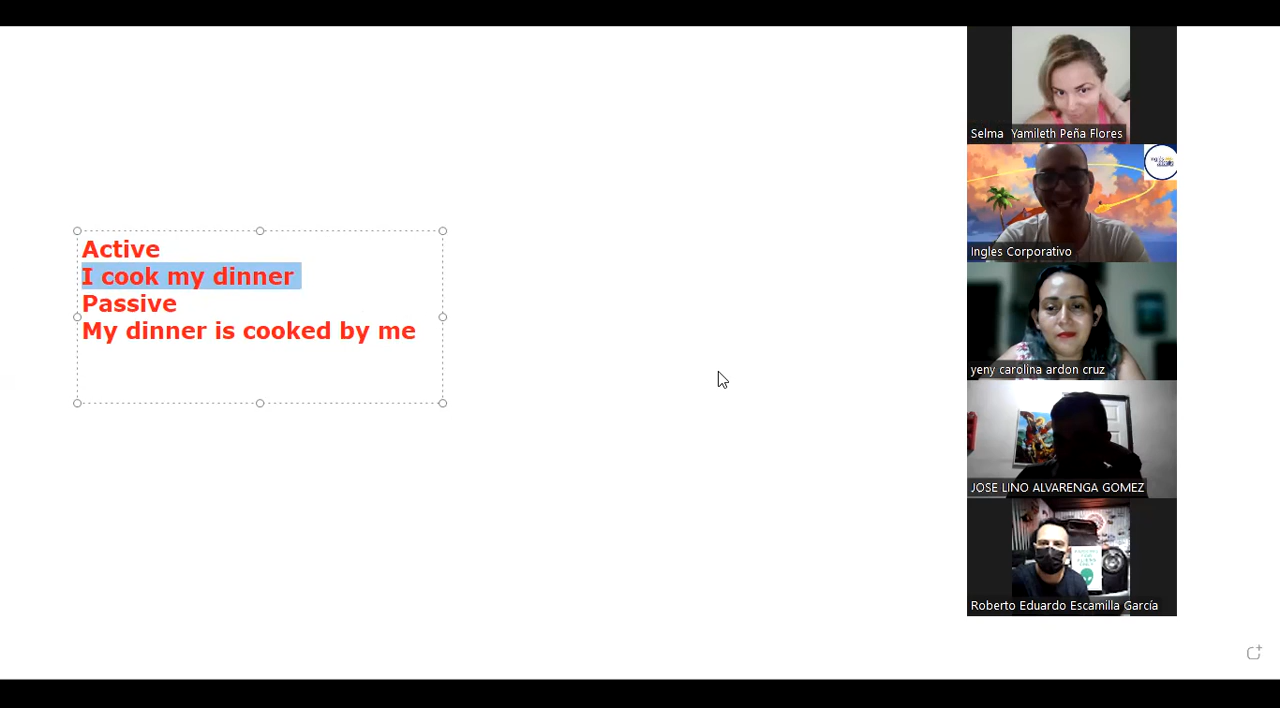 Active
I cook my dinner
Passive
My dinner is cooked by me
Selma Yamileth Peña Flores
Ingles Corporativo
yeny carolina ardon cruz
JOSE LINO ALVARENGA GOMEZ
Roberto Eduardo Escamilla García